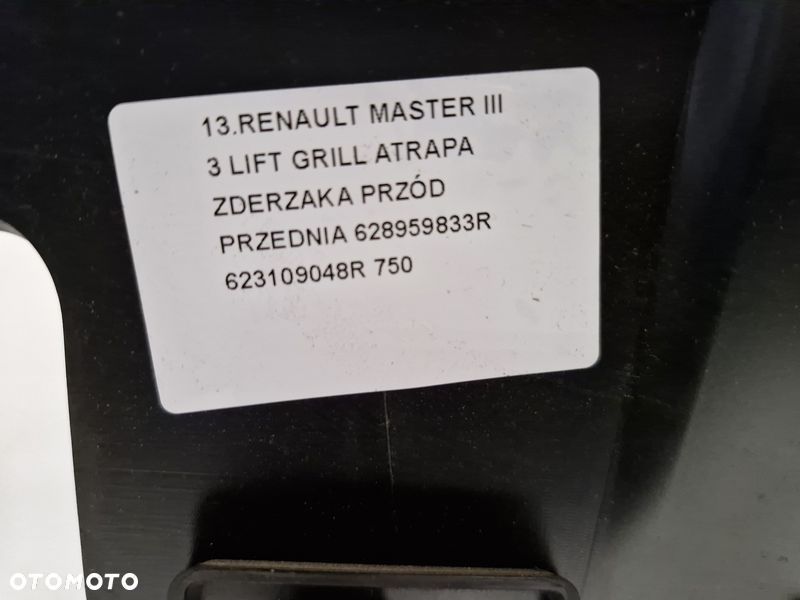 13.RENAULT MASTER III
3 LIFT GRILL ATRAPA
ZDERZAKA PRZÓD
PRZEDNIA 628959833R
623109048R 750
OTOMOTO